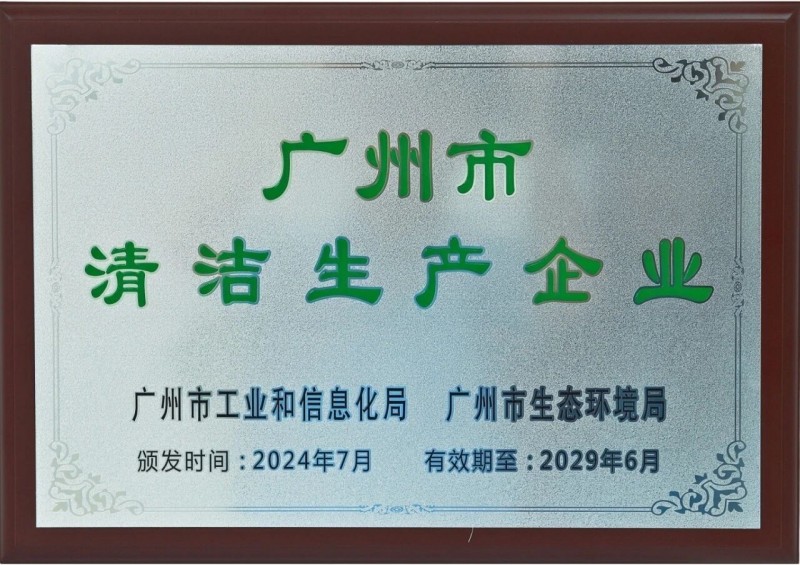 广州市
清洁生产企业
广州市工业和信息化局 广州市生态环境局
颁发时间:2024年7月 有效期至:2029年6月